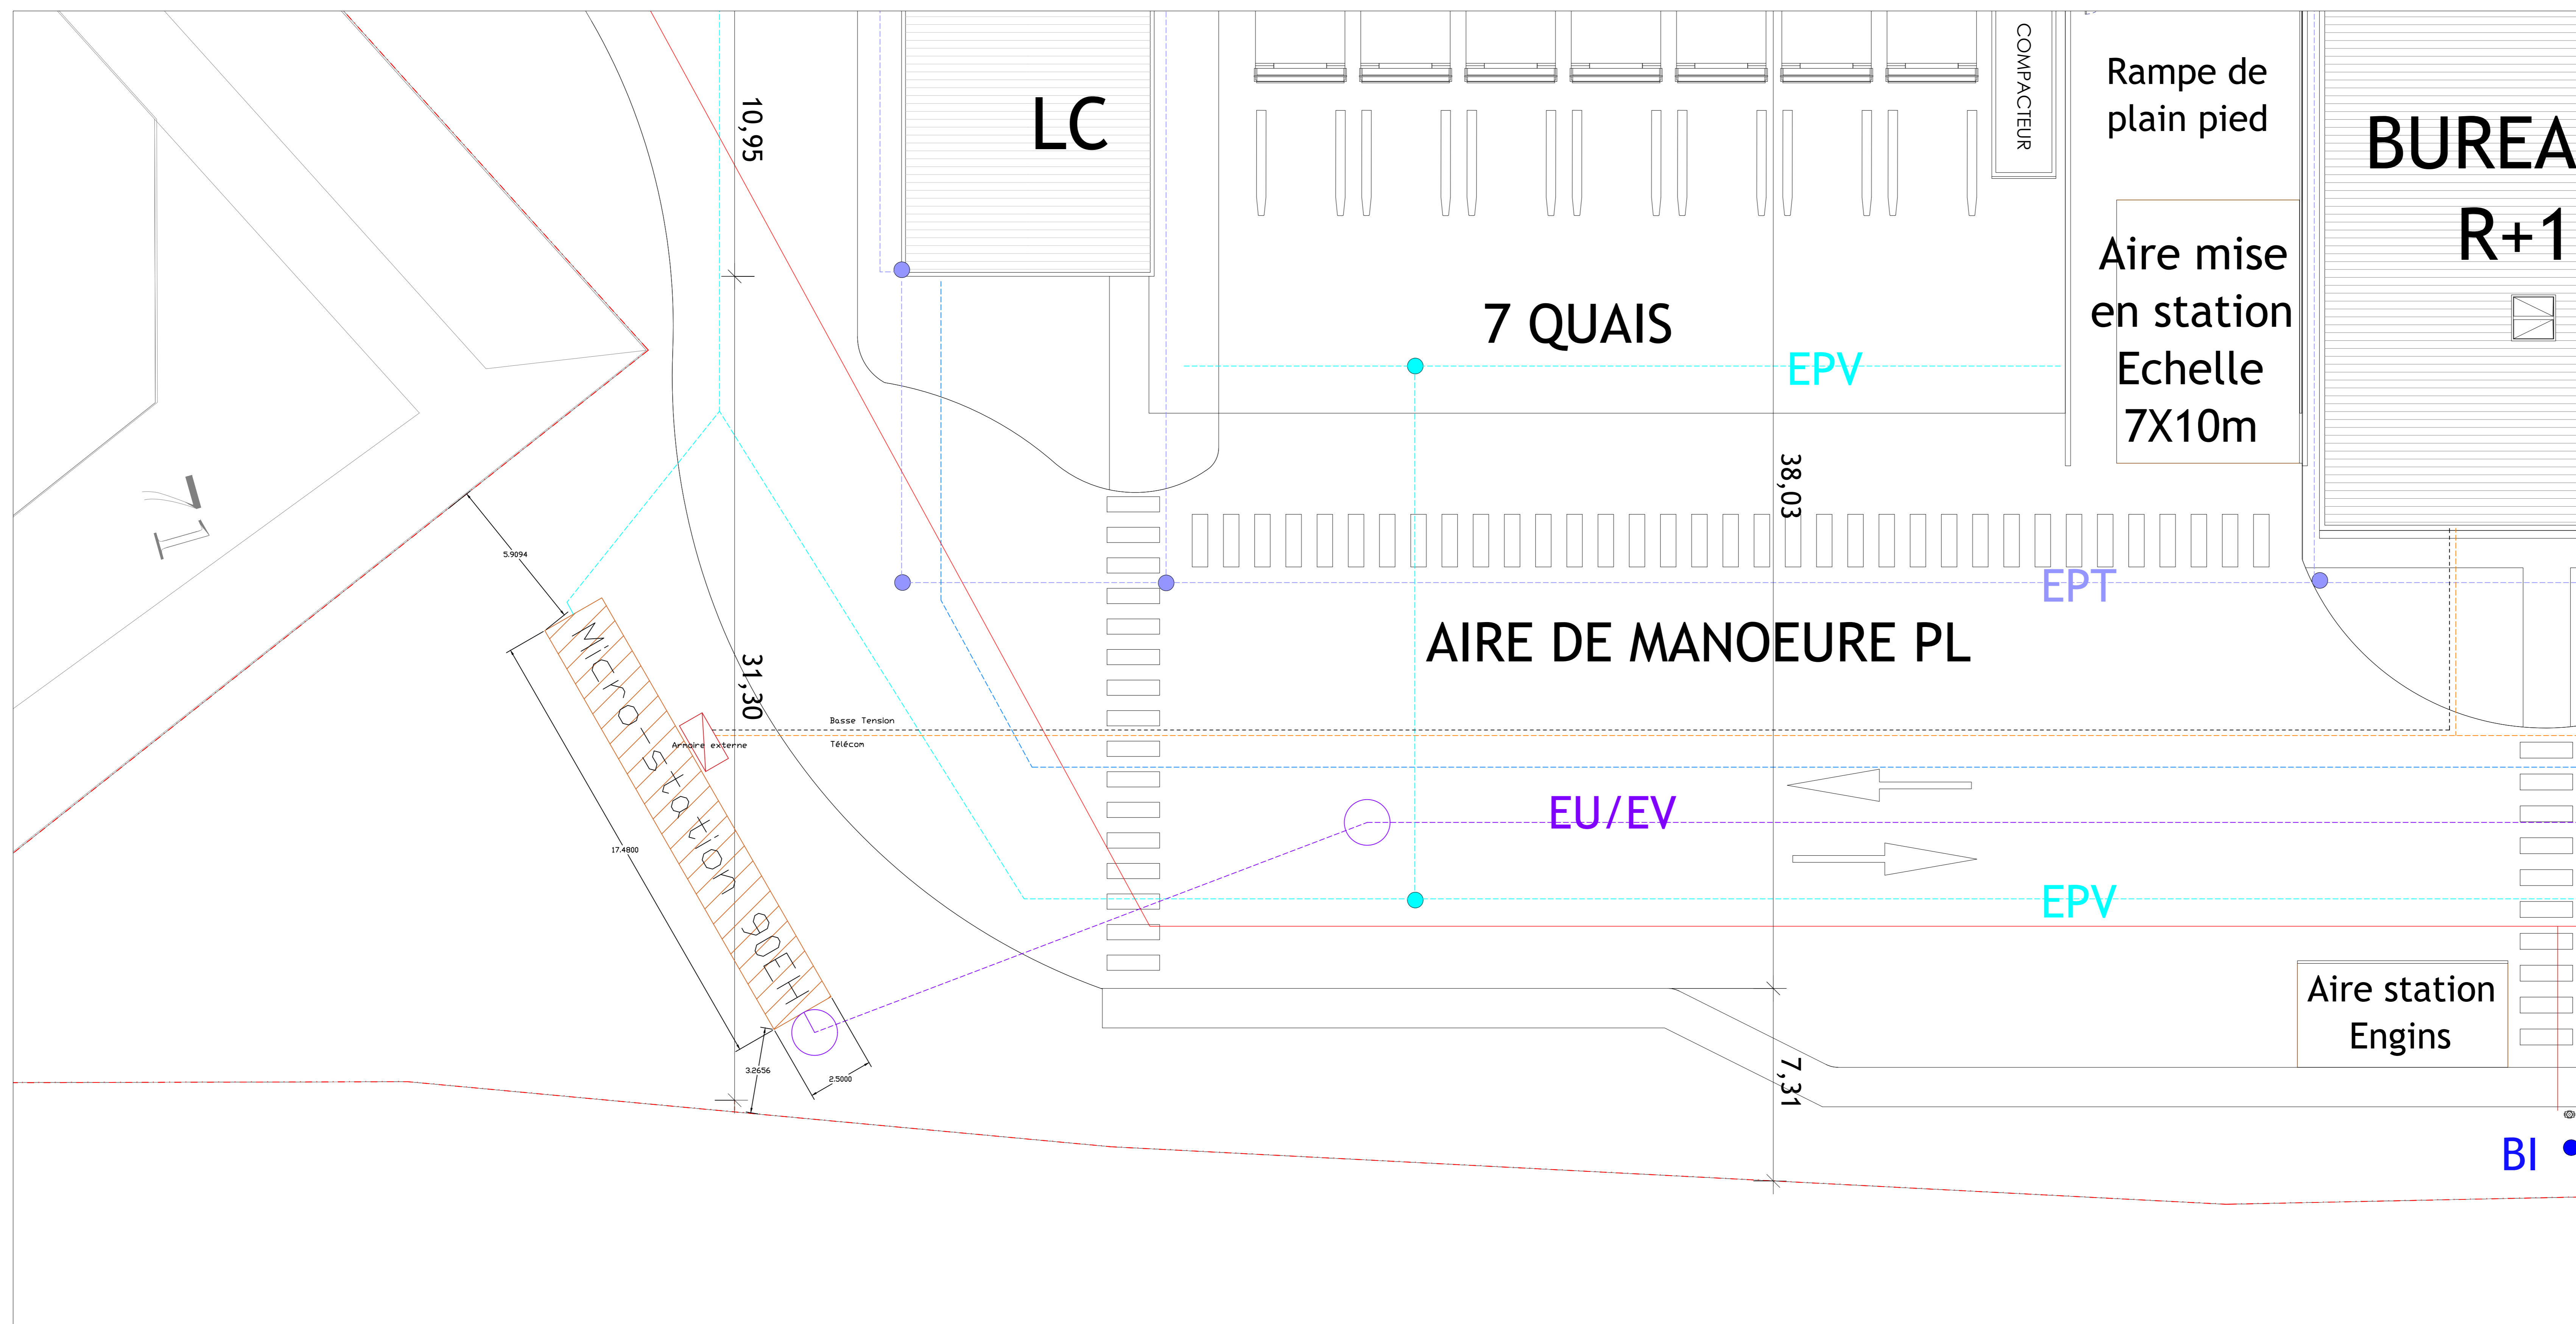 10,95
LC
COMPACTEUR
Rampe de
plain pied
BUREA
R+1
Aire mise
en station
Echelle
7X10m
7 QUAIS
EPV
38,03
17
5.9094
EPT
AIRE DE MANOEURE PL
31,30
Micro-station 90EH
Basse Tension
Armoire externe
Télécom
17.4800
EU/EV
EPV
Aire station
Engins
3.2656
2.5000
7,31
BI